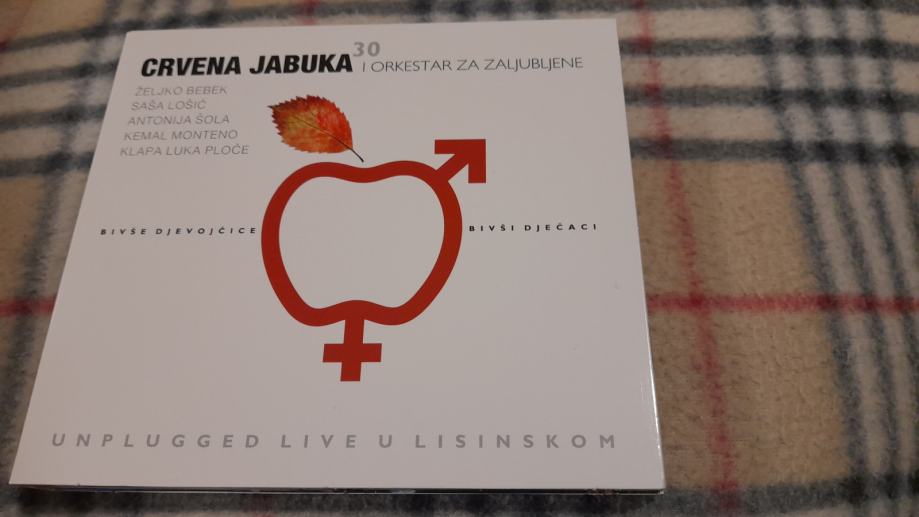 CRVENA JABUKA 30 I ORKESTAR ZA ZALJUBLJENE
ŽELJKO BEBEK
SAŠA LOŠIĆ
ANTONIJA ŠOLA
KEMAL MONTENO
KLAPA LUKA PLOČE
BIVŠE DJEVOJČICE
BIVŠI DJEČACI
UNPLUGGED LIVE U LISINSKOM